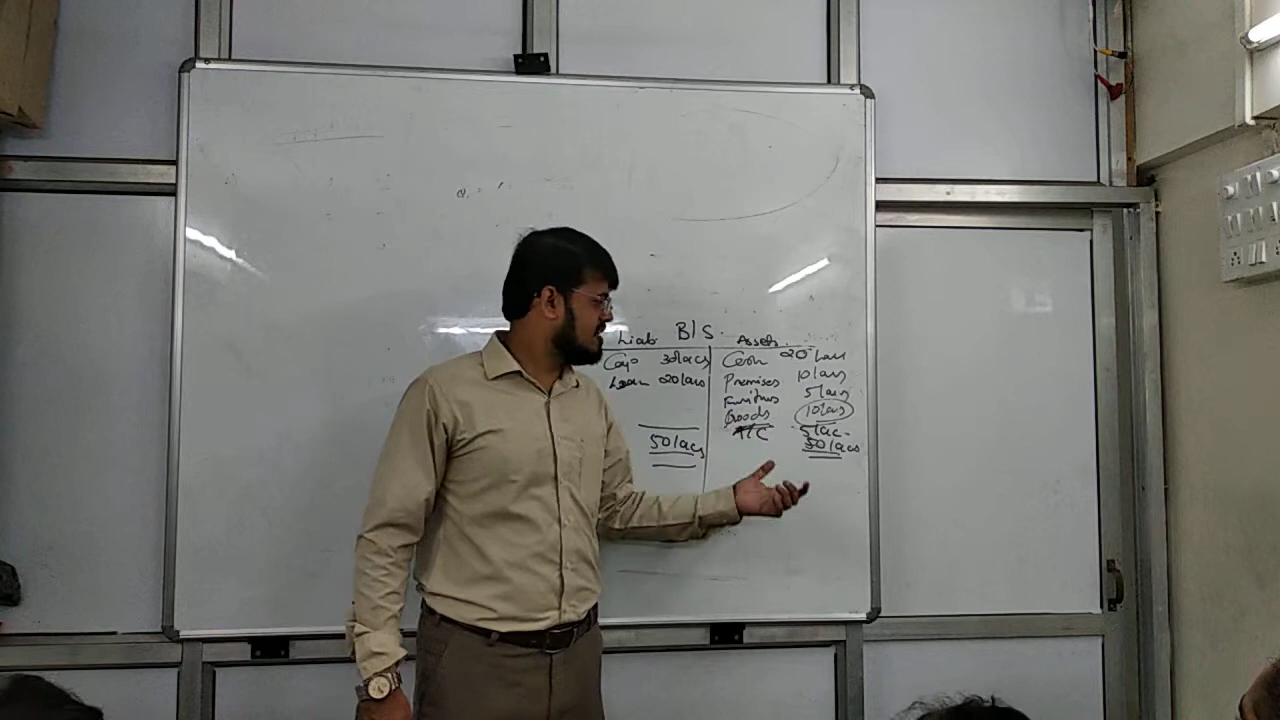 B/S.
Liab Assets
Cap 30lacs Cash 20 lacs
Loan 20lacs Premises 10lacs
Furniture 5lacs
Goods 10lacs
5lac
50lacs 50lacs